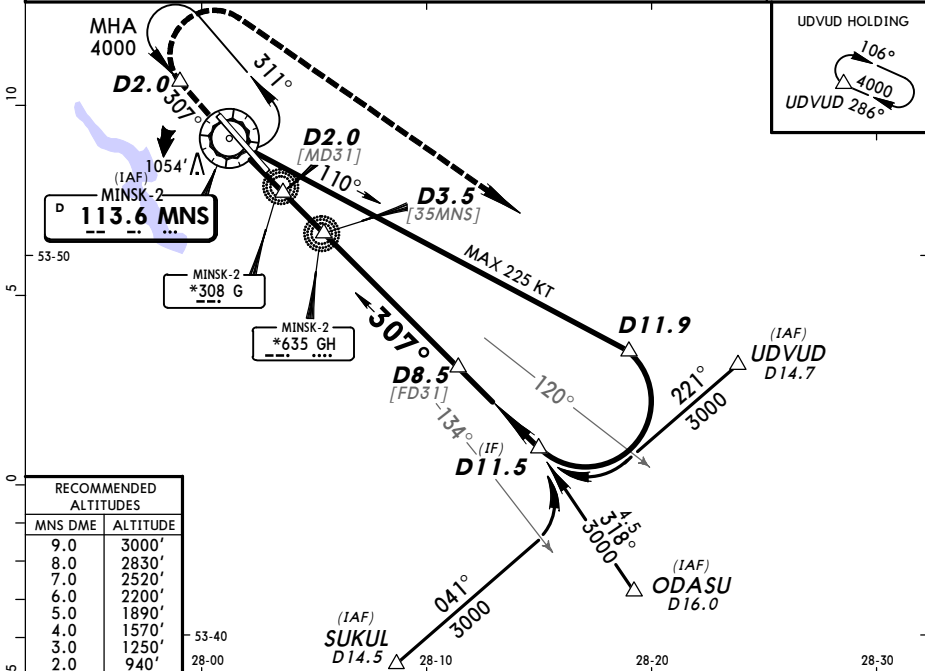 UDVUD HOLDING
106°
4000
UDVUD 286°
MHA
4000
311°
D2.0
307°
10
D2.0
[MD31]
1054'
(IAF)
MINSK-2
D 113.6 MNS
110°
D3.5
[35MNS]
53-50
MAX 225 KT
MINSK-2
*308 G
5
MINSK-2
*635 GH
307°
D11.9
(IAF)
UDVUD
D14.7
D8.5
[FD31]
120°
221°
3000
134°
(IF)
D11.5
0
4.5
318°
3000
(IAF)
ODASU
D16.0
041°
3000
(IAF)
SUKUL
D14.5
RECOMMENDED
ALTITUDES
MNS DME ALTITUDE
9.0 3000'
8.0 2830'
7.0 2520'
6.0 2200'
5.0 1890'
4.0 1570'
3.0 1250'
2.0 940'
53-40
5
28-00
28-10
28-20
28-30